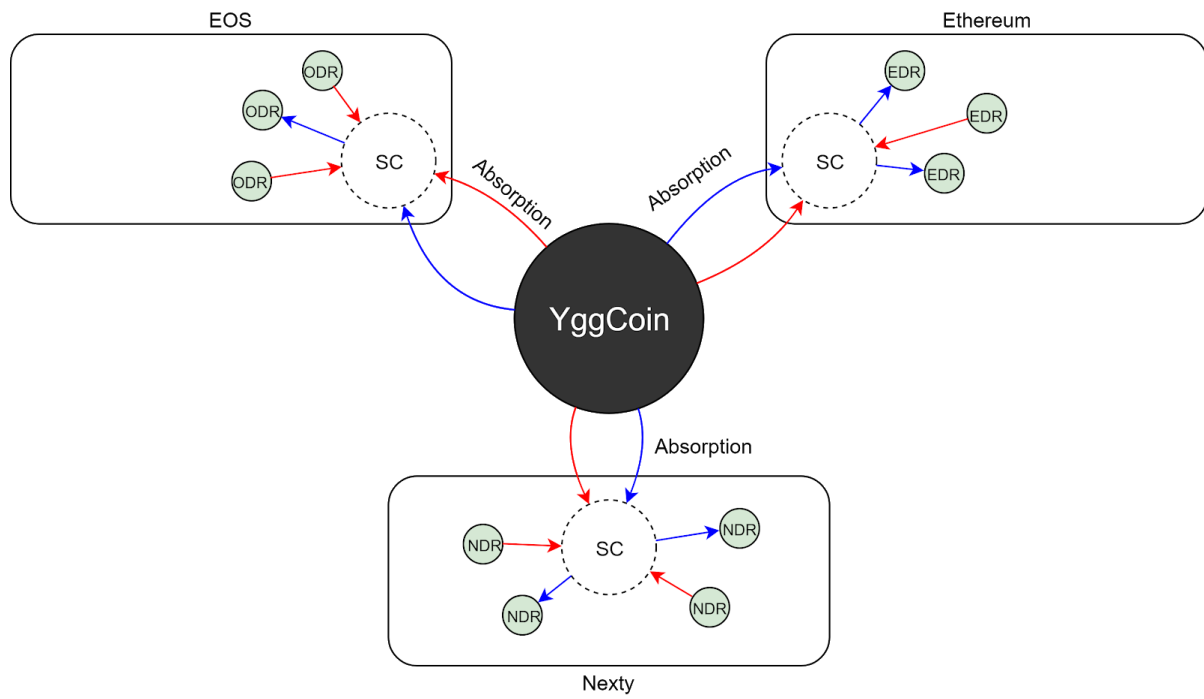 EOS
Ethereum
ODR
EDR
ODR
EDR
SC
SC
ODR
EDR
Absorption
Absorption
YggCoin
Absorption
NDR
NDR
SC
NDR
NDR
Nexty